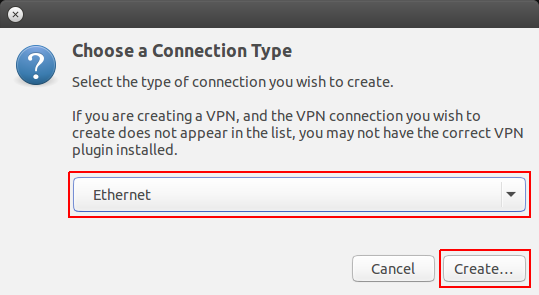 Choose a Connection Type
Select the type of connection you wish to create.
If you are creating a VPN, and the VPN connection you wish to
create does not appear in the list, you may not have the correct VPN
plugin installed.
Ethernet
Cancel
Create...